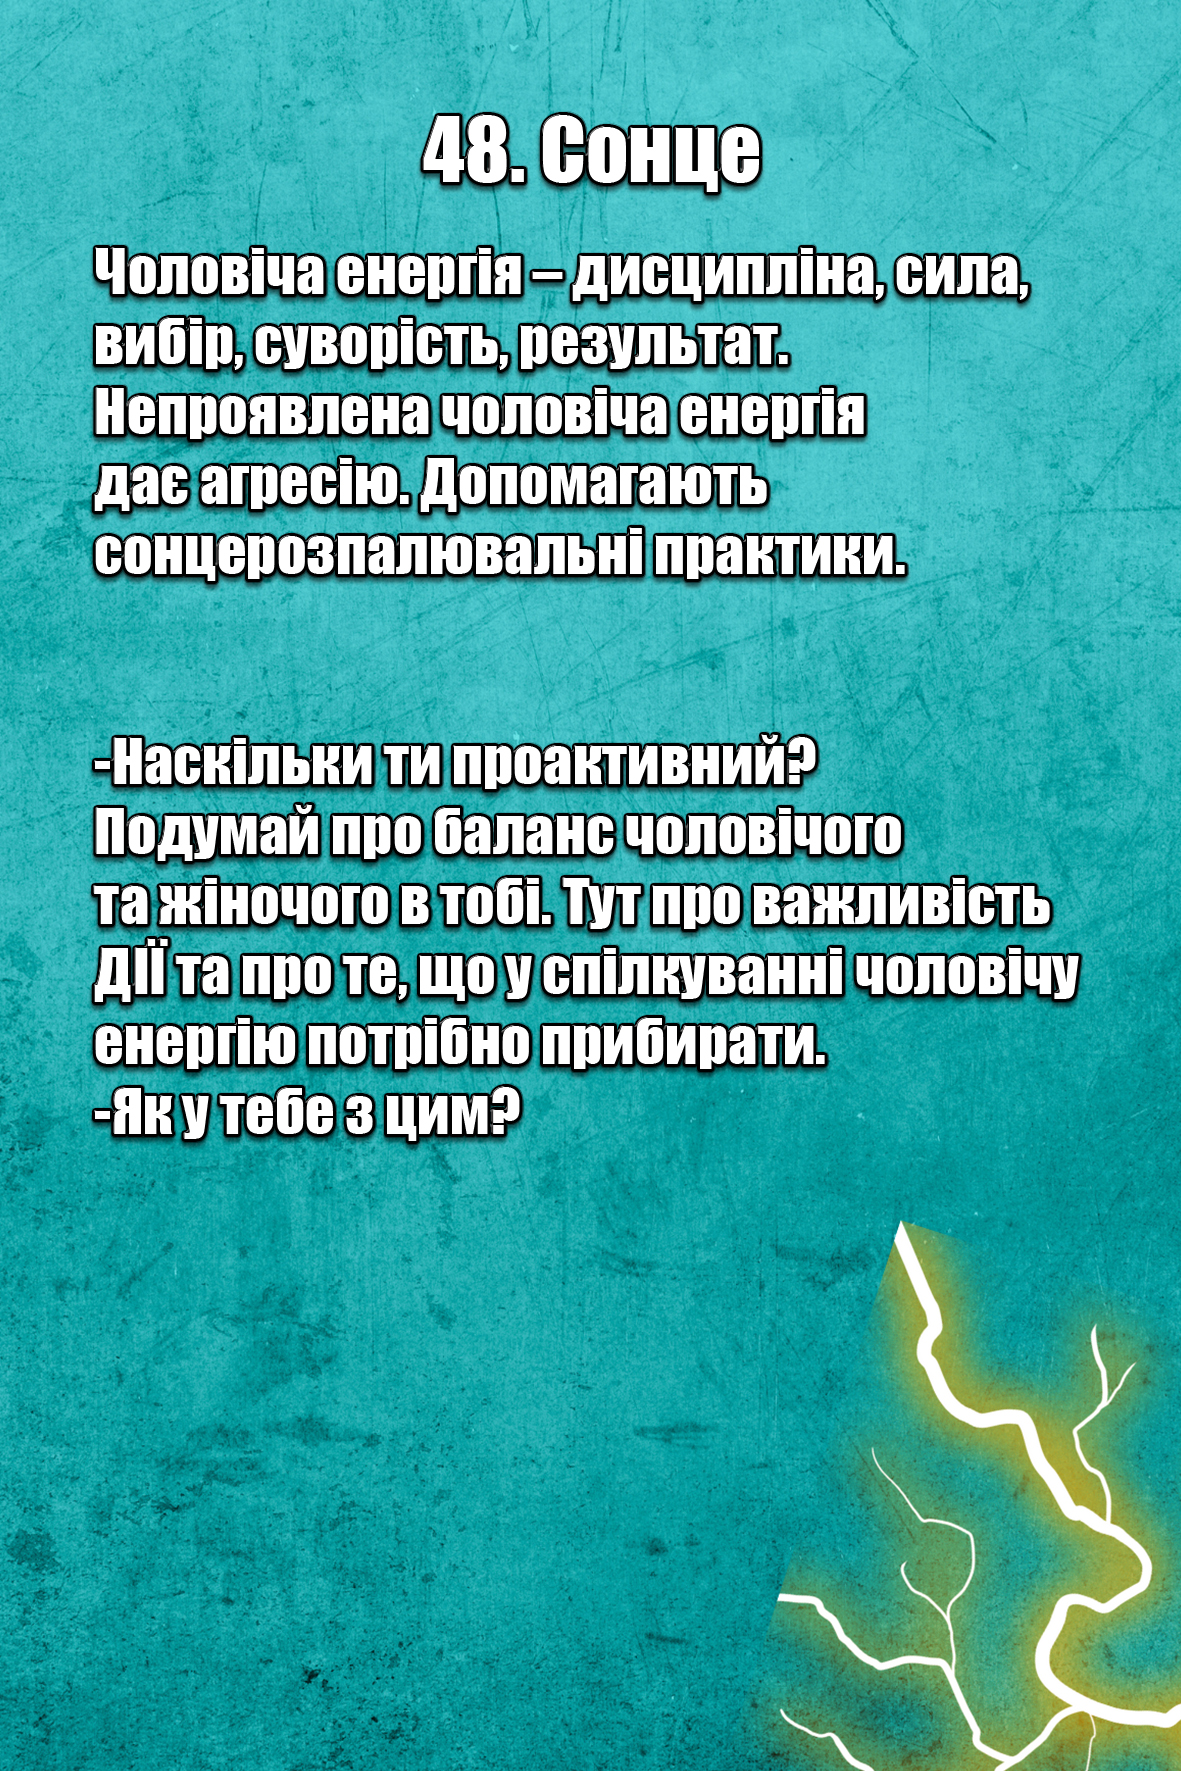 48. Сонце
Чоловіча енергія – дисципліна, сила,
вибір, суворість, результат.
Непроявлена чоловіча енергія
дає агресію. Допомагають
сонцерозпалювальні практики.
-Наскільки ти проактивний?
Подумай про баланс чоловічого
та жіночого в тобі. Тут про важливість
ДІЇ та про те, що у спілкуванні чоловічу
енергію потрібно прибирати.
-Як у тебе з цим?